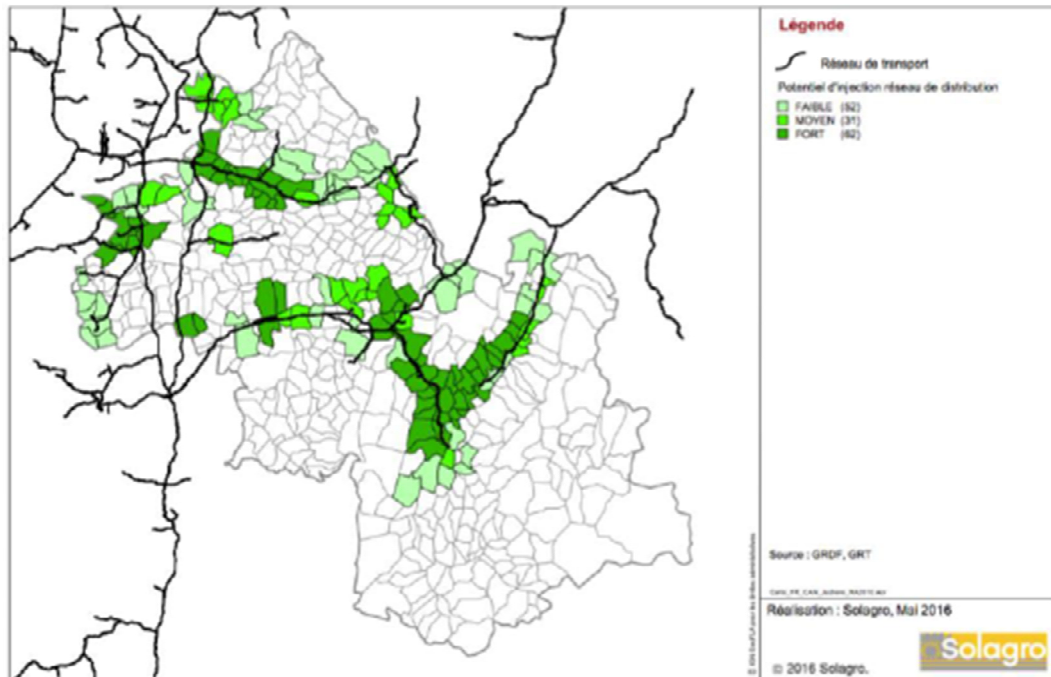 Légende
Réseau de transport
Potentiel d'injection réseau de distribution
FAIBLE (52)
MOYEN (31)
FORT (62)
Source : GRDF, GRT
Réalisation : Solagro, Mai 2016
© 2016 Solagro.
Solagro